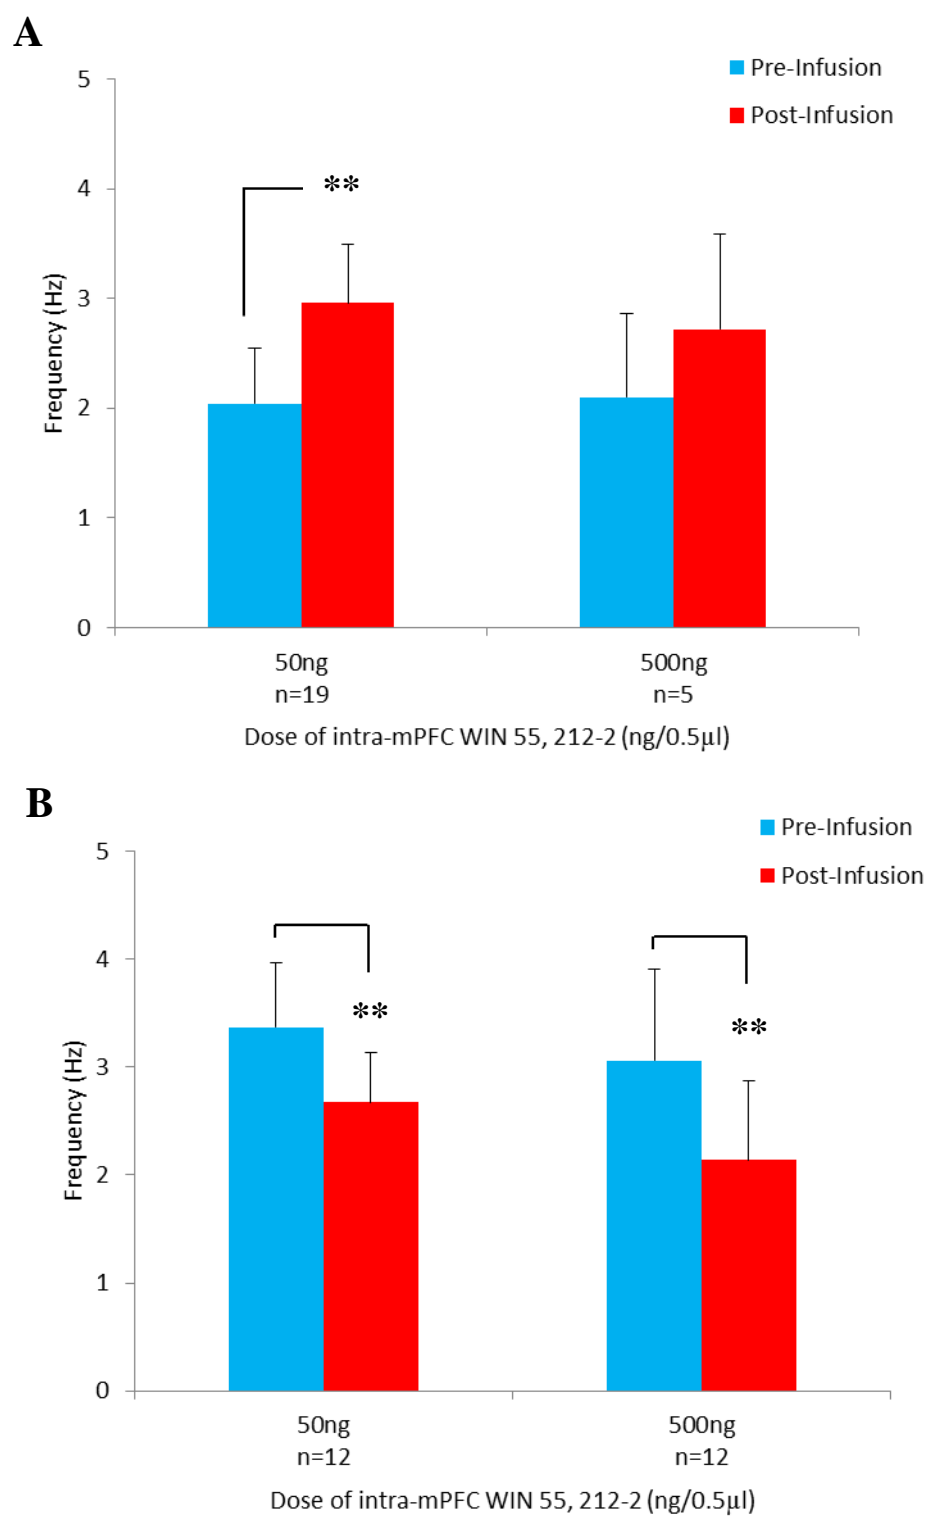 A
Pre-Infusion
Post-Infusion
5
4
3
2
1
0
**
Frequency (Hz)
50ng
n=19
500ng
n=5
Dose of intra-mPFC WIN 55, 212-2 (ng/0.5µl)
B
Pre-Infusion
Post-Infusion
5
4
3
2
1
0
**
**
Frequency (Hz)
50ng
n=12
500ng
n=12
Dose of intra-mPFC WIN 55, 212-2 (ng/0.5µl)